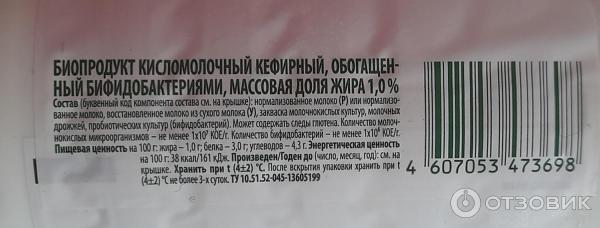 БИОПРОДУКТ КИСЛОМОЛОЧНЫЙ КЕФИРНЫЙ, ОБОГАЩЕН-
НЫЙ БИФИДОБАКТЕРИЯМИ, МАССОВАЯ ДОЛЯ ЖИРА 1,0 %
Состав (буквенный код компонента состава см. на крышке): нормализованное молоко (Р) или нормализо-
ванное молоко, восстановленное молоко из сухого молока (У), закваска молочнокислых культур, молочных
дрожжей, пробиотических культур (бифидобактерий). Может содержать следы глютена. Количество молоч-
нокислых микроорганизмов – не менее 1х10⁷ КОЕ/г. Количество бифидобактерий – не менее 1х10⁶ КОЕ/г.
Пищевая ценность на 100 г: жира – 1,0 г; белка – 3,0 г; углеводов – 4,3 г. Энергетическая ценность
на 100 г: 38 ккал/161 кДж. Произведен/Годен до (число, месяц, год): см. на
крышке. Хранить при t (4±2) °С. После вскрытия упаковки хранить при t
(4±2) °С не более 3-х суток. ТУ 10.51.52-045-13605199
4 607053 473698
ОТЗОВИК